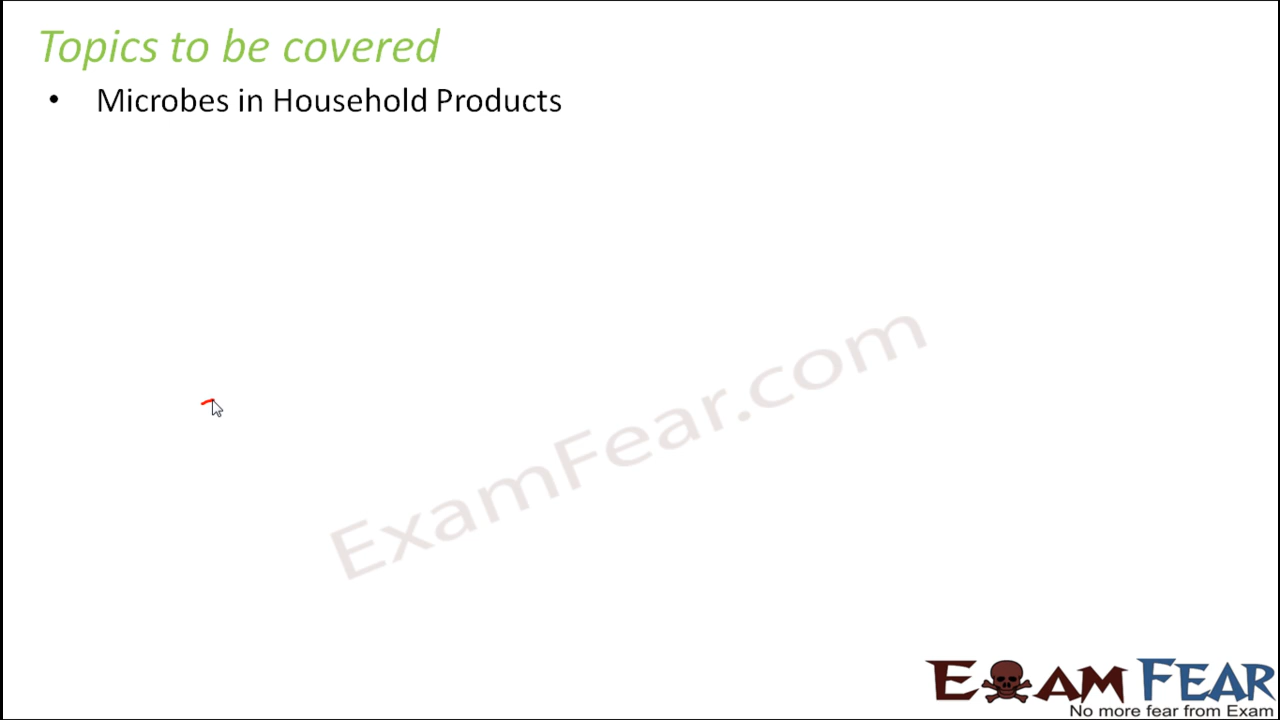 Topics to be covered
• Microbes in Household Products
ExamFear.com
EXAM FEAR
No more fear from Exam